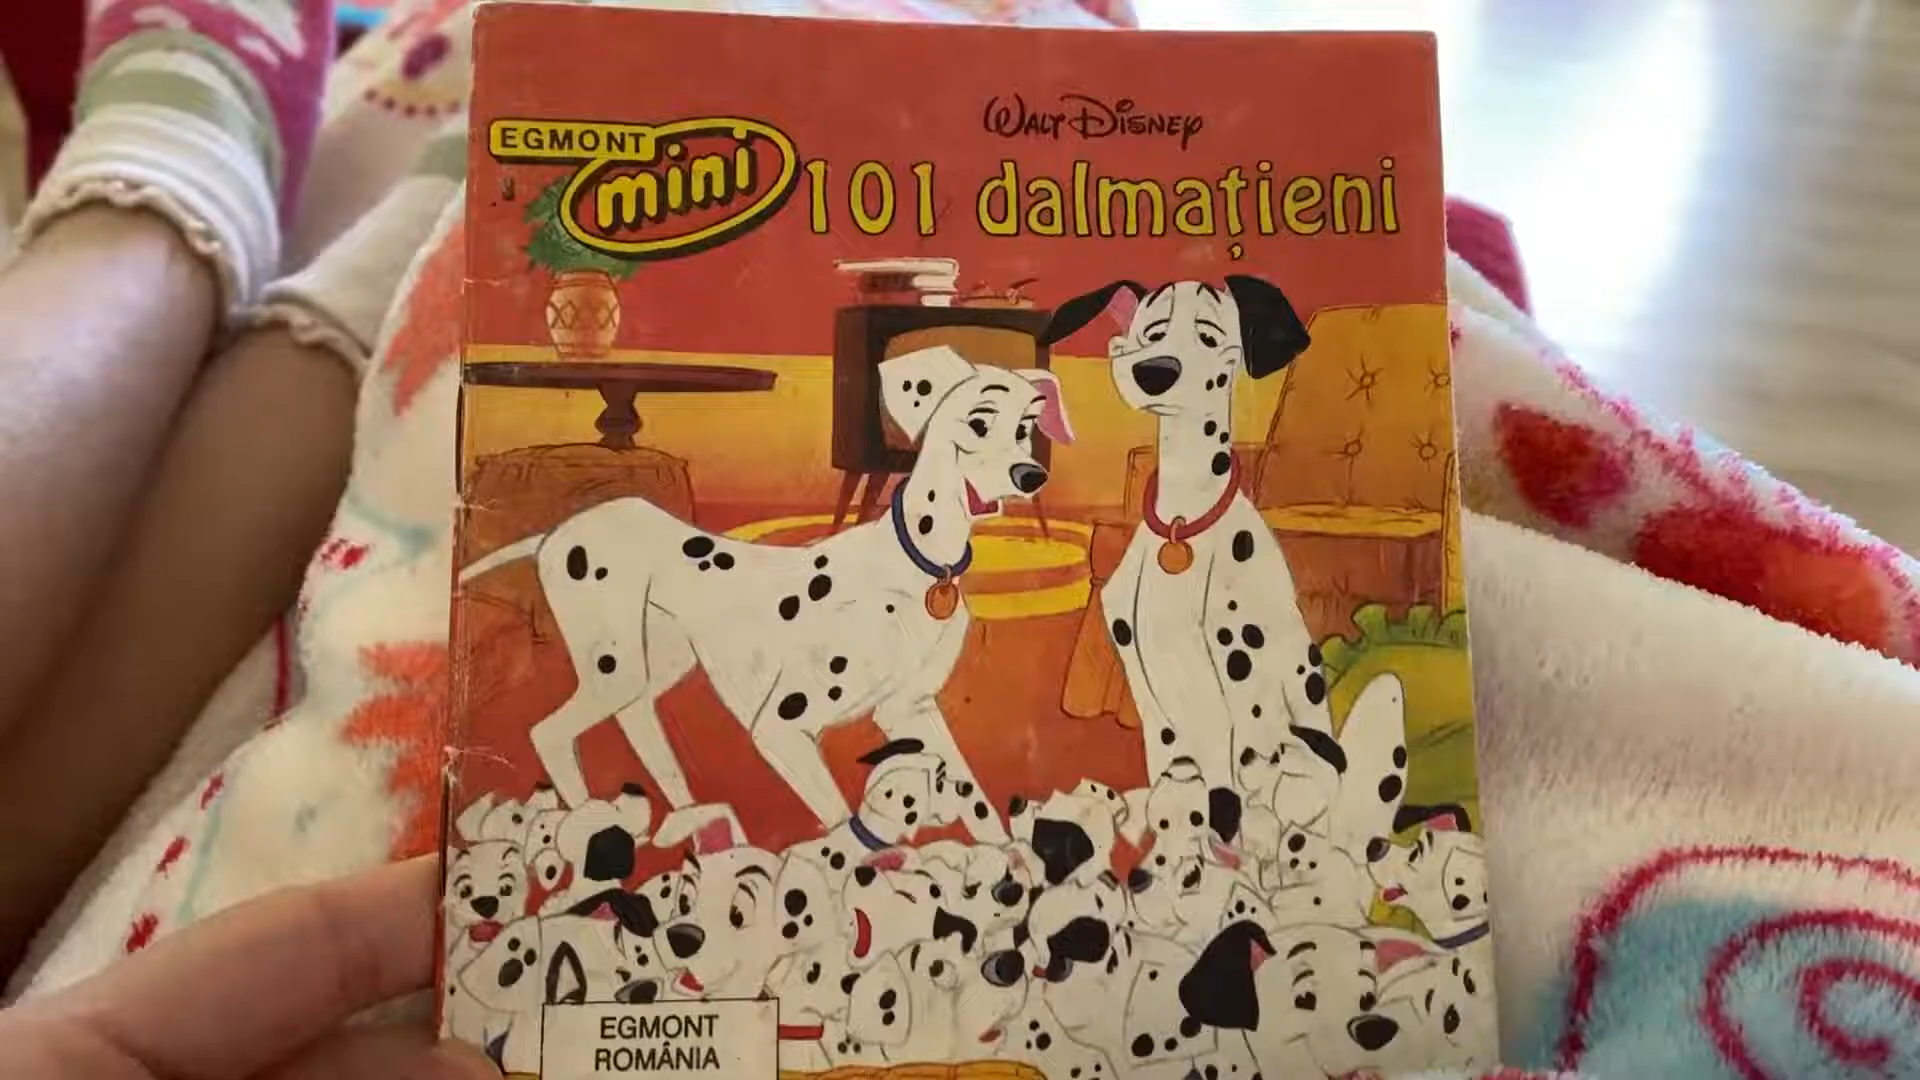 WALT DISNEY
EGMONT
mini
101 dalmațieni
EGMONT
ROMÂNIA